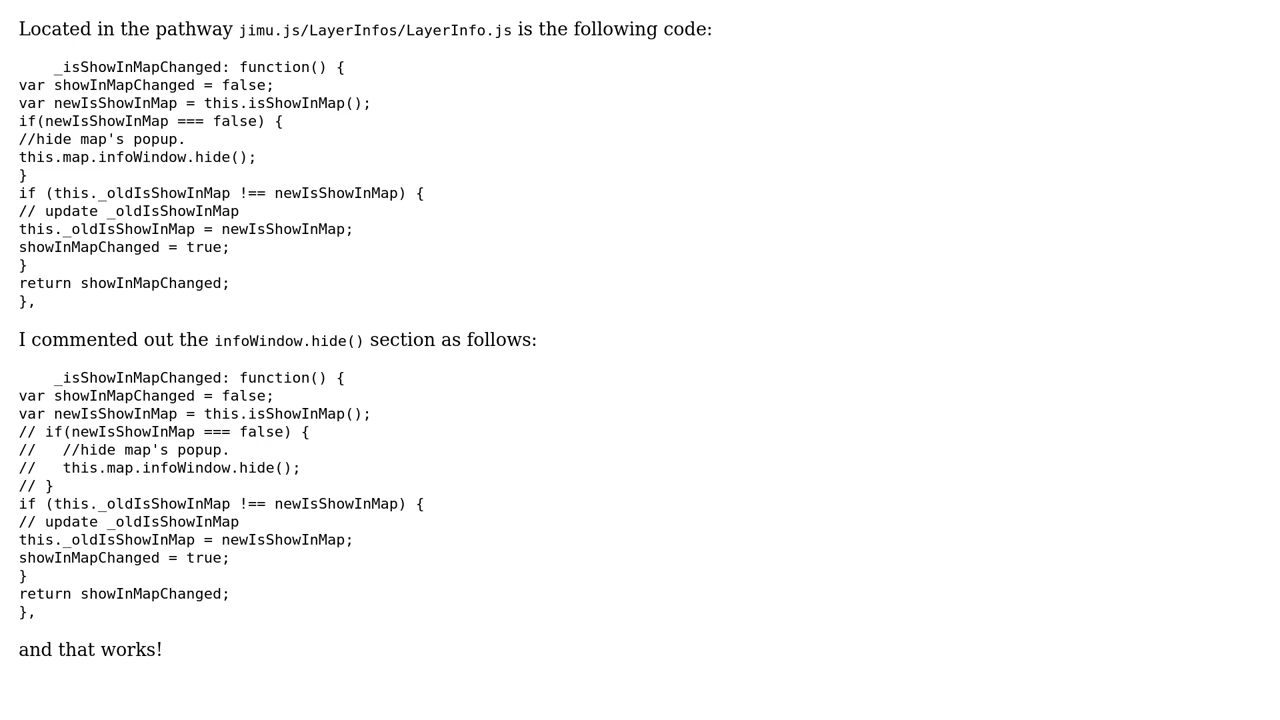 Located in the pathway jimu.js/LayerInfos/LayerInfo.js is the following code:
    _isShowInMapChanged: function() {
var showInMapChanged = false;
var newIsShowInMap = this.isShowInMap();
if(newIsShowInMap === false) {
//hide map's popup.
this.map.infoWindow.hide();
}
if (this._oldIsShowInMap !== newIsShowInMap) {
// update _oldIsShowInMap
this._oldIsShowInMap = newIsShowInMap;
showInMapChanged = true;
}
return showInMapChanged;
},
I commented out the infoWindow.hide() section as follows:
    _isShowInMapChanged: function() {
var showInMapChanged = false;
var newIsShowInMap = this.isShowInMap();
// if(newIsShowInMap === false) {
//   //hide map's popup.
//   this.map.infoWindow.hide();
// }
if (this._oldIsShowInMap !== newIsShowInMap) {
// update _oldIsShowInMap
this._oldIsShowInMap = newIsShowInMap;
showInMapChanged = true;
}
return showInMapChanged;
},
and that works!